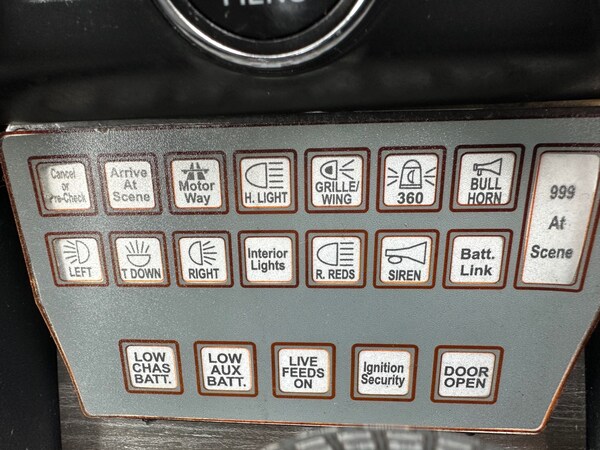 MENU
Cancel
or
Pre-Check
Arrive
At
Scene
Motor
Way
H. LIGHT
GRILLE/
WING
360
BULL
HORN
999
At
Scene
LEFT
T DOWN
RIGHT
Interior
Lights
R. REDS
SIREN
Batt.
Link
LOW
CHAS
BATT.
LOW
AUX
BATT.
LIVE
FEEDS
ON
Ignition
Security
DOOR
OPEN